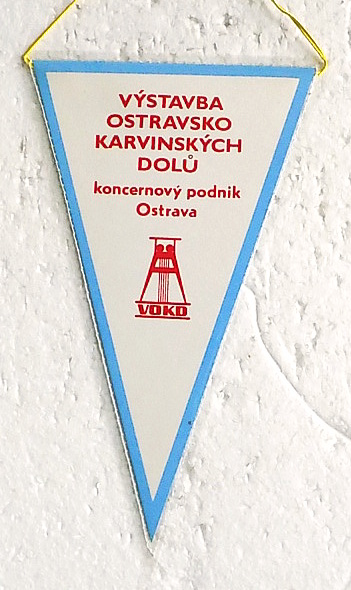 VÝSTAVBA
OSTRAVSKO
KARVINSKÝCH
DOLŮ
koncernový podnik
Ostrava
VOKD